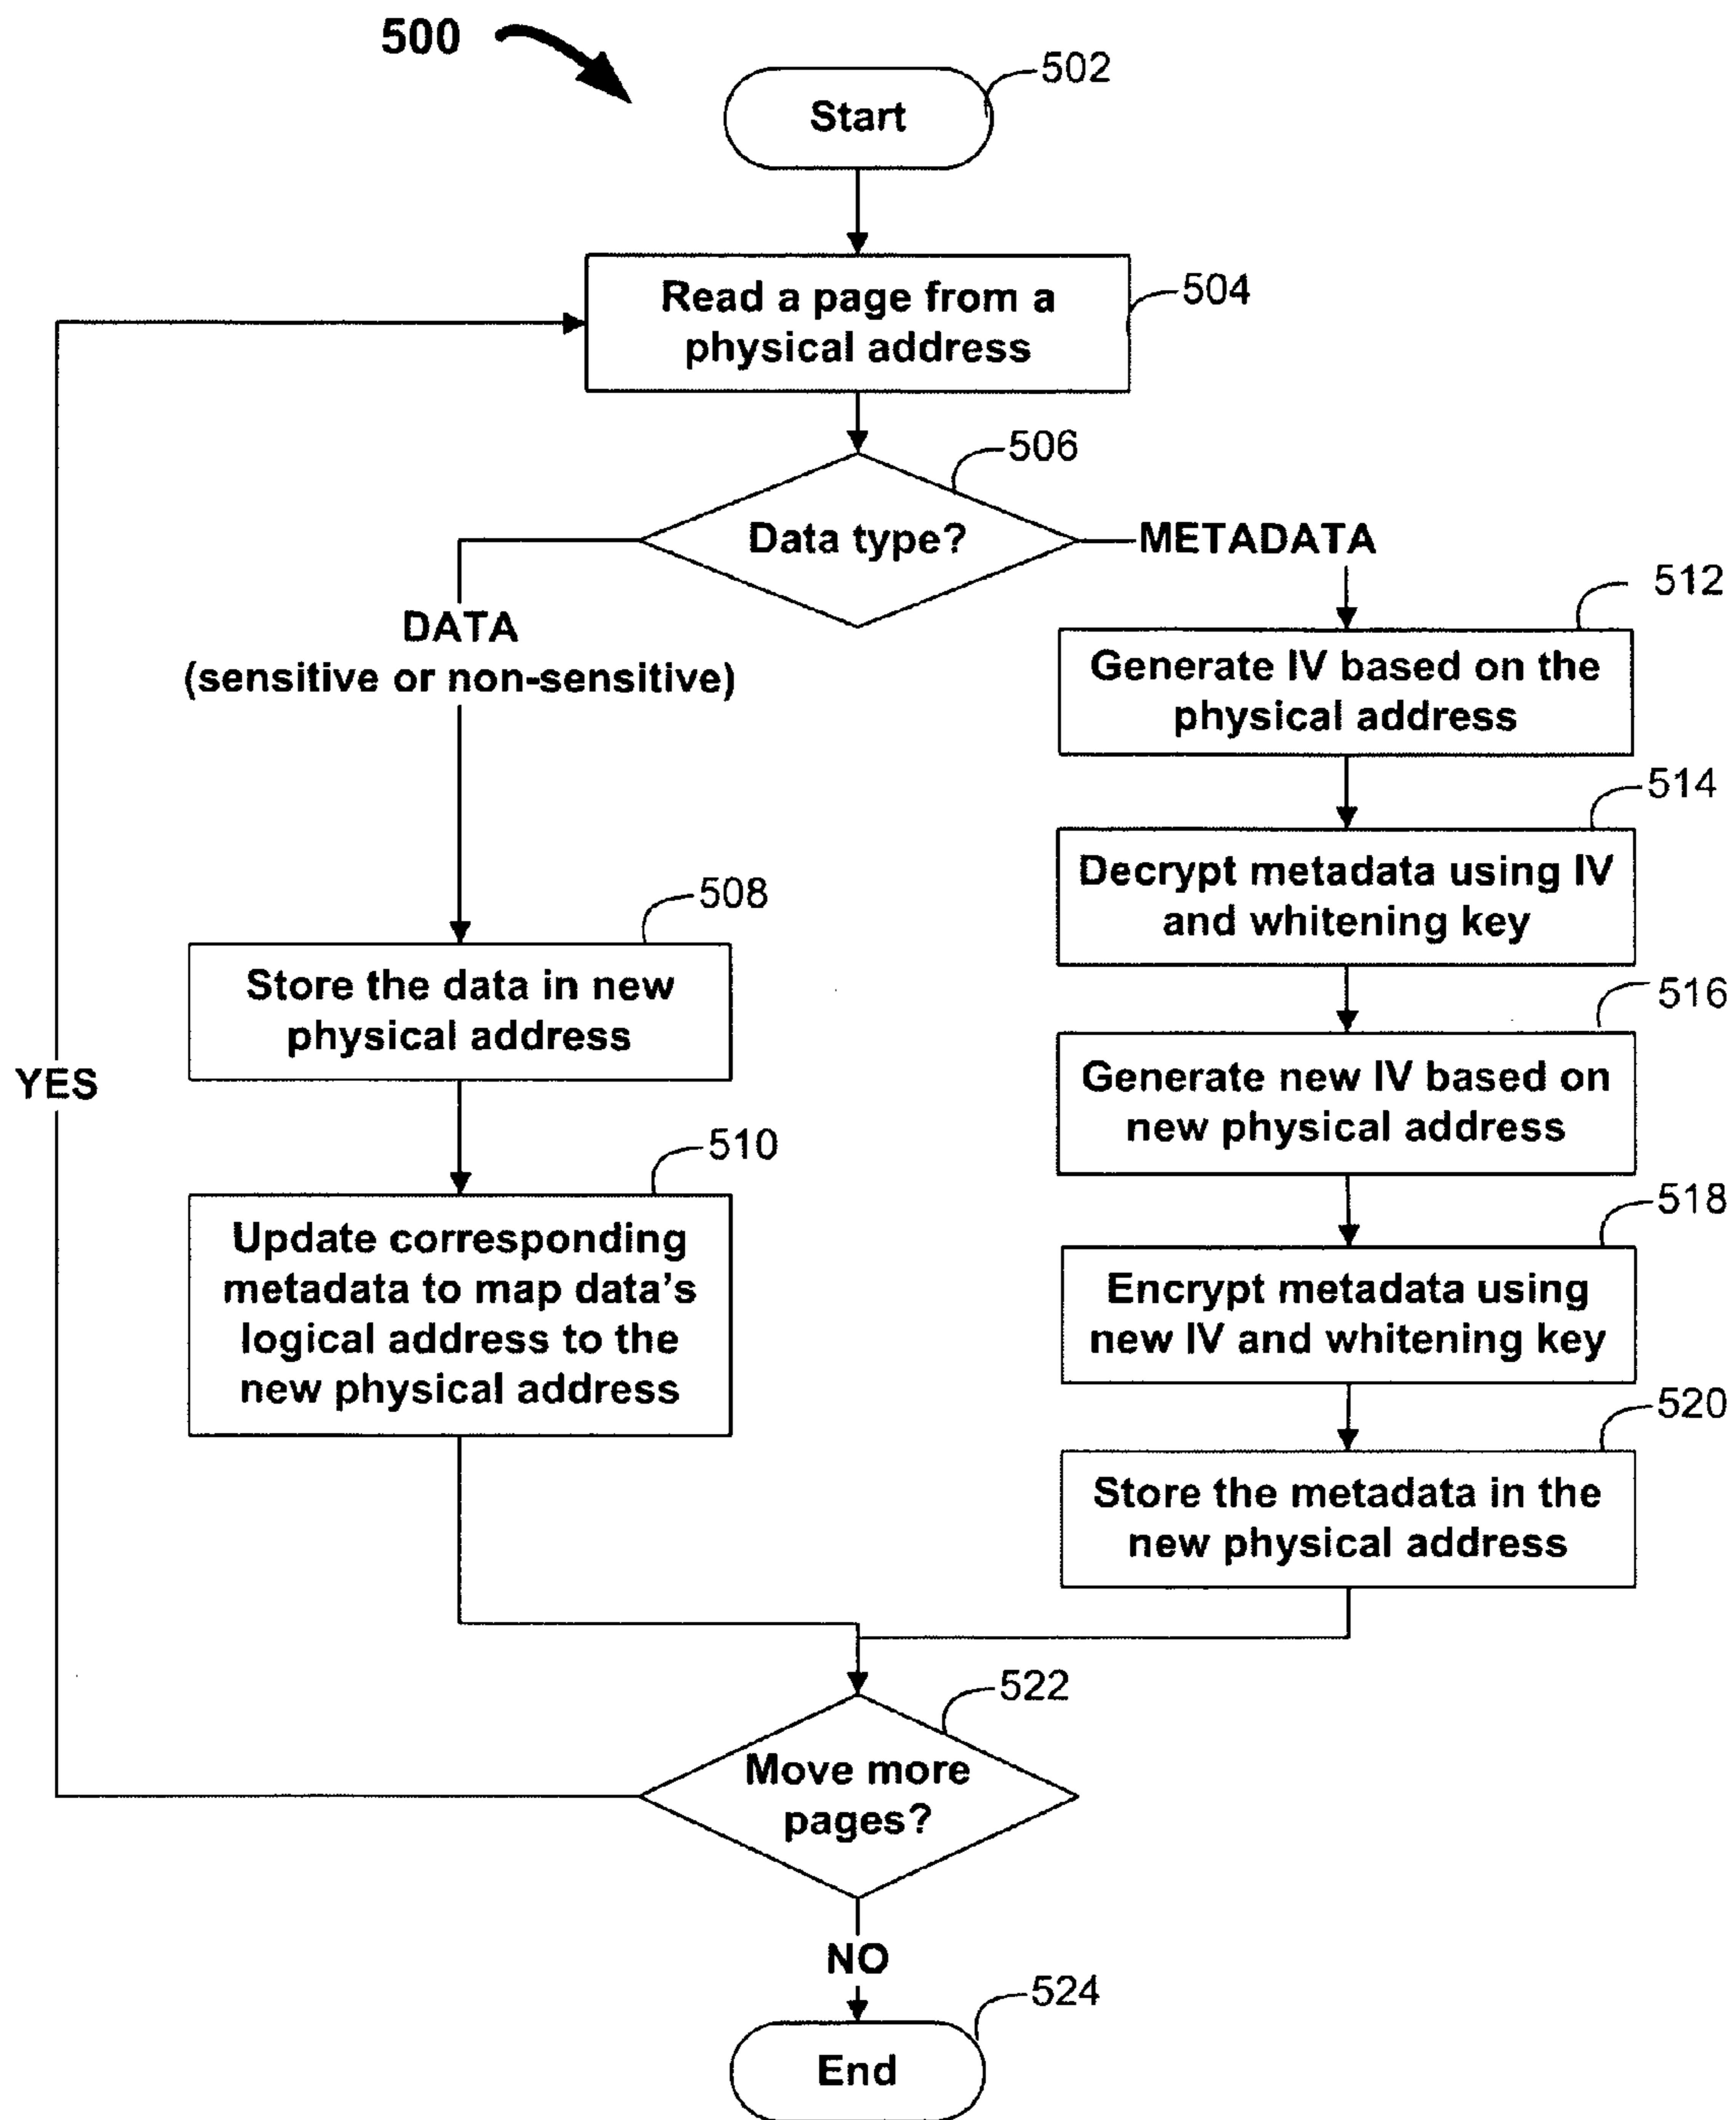 500
502
Start
504
Read a page from a
physical address
506
Data type?
METADATA
DATA
(sensitive or non-sensitive)
512
Generate IV based on the
physical address
514
Decrypt metadata using IV
and whitening key
508
Store the data in new
physical address
516
Generate new IV based on
new physical address
YES
510
Update corresponding
metadata to map data's
logical address to the
new physical address
518
Encrypt metadata using
new IV and whitening key
520
Store the metadata in the
new physical address
522
Move more
pages?
NO
524
End